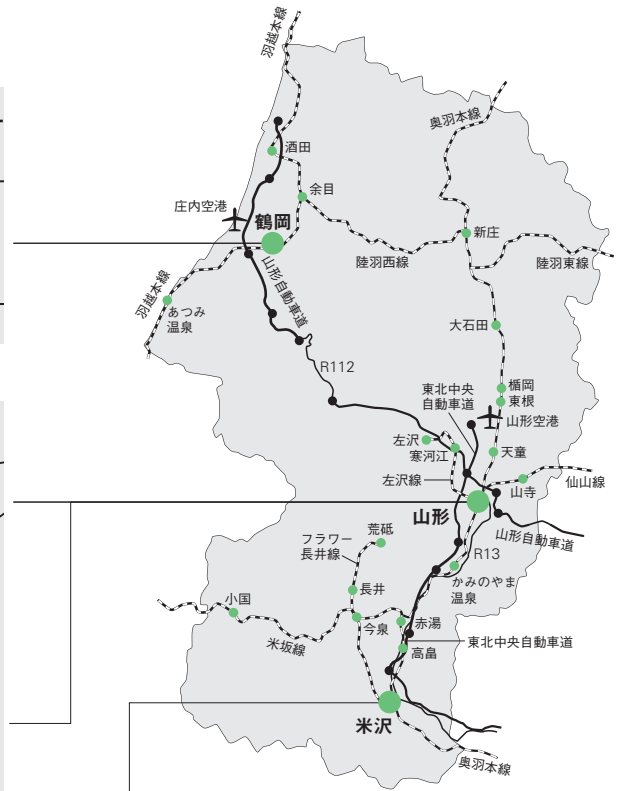 羽越本線
奥羽本線
酒田
余目
庄内空港
鶴岡
新庄
陸羽西線
陸羽東線
山形自動車道
羽越本線
あつみ
温泉
大石田
R112
楯岡
東根
東北中央
自動車道
山形空港
左沢
寒河江
天童
左沢線
山寺
仙山線
山形
山形自動車道
荒砥
フラワー
長井線
R13
かみのやま
温泉
長井
小国
今泉
赤湯
米坂線
東北中央自動車道
高畠
米沢
奥羽本線